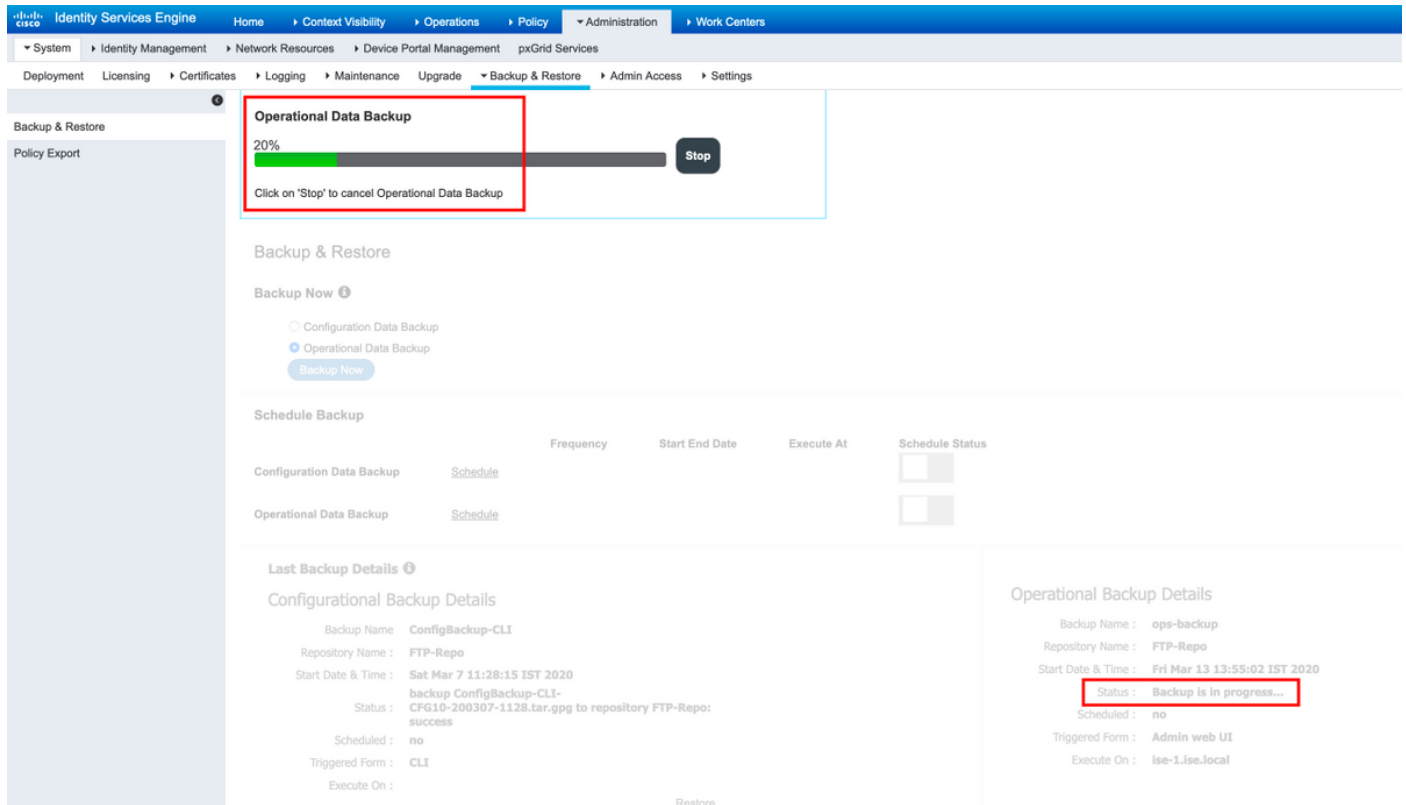 cisco Identity Services Engine Home Context Visibility Operations Policy Administration Work Centers
System Identity Management Network Resources Device Portal Management pxGrid Services
Deployment Licensing Certificates Logging Maintenance Upgrade Backup & Restore Admin Access Settings
Backup & Restore
Policy Export
Operational Data Backup
20%
Stop
Click on 'Stop' to cancel Operational Data Backup
Backup & Restore
Backup Now
Configuration Data Backup
Operational Data Backup
Backup Now
Schedule Backup
Frequency Start End Date Execute At Schedule Status
Configuration Data Backup Schedule
Operational Data Backup Schedule
Last Backup Details
Configurational Backup Details
Backup Name ConfigBackup-CLI
Repository Name : FTP-Repo
Start Date & Time : Sat Mar 7 11:28:15 IST 2020
backup ConfigBackup-CLI-
Status : CFG10-200307-1128.tar.gpg to repository FTP-Repo:
success
Scheduled : no
Triggered Form : CLI
Execute On :
Restore
Operational Backup Details
Backup Name : ops-backup
Repository Name : FTP-Repo
Start Date & Time : Fri Mar 13 13:55:02 IST 2020
Status : Backup is in progress...
Scheduled : no
Triggered Form : Admin web UI
Execute On : ise-1.ise.local